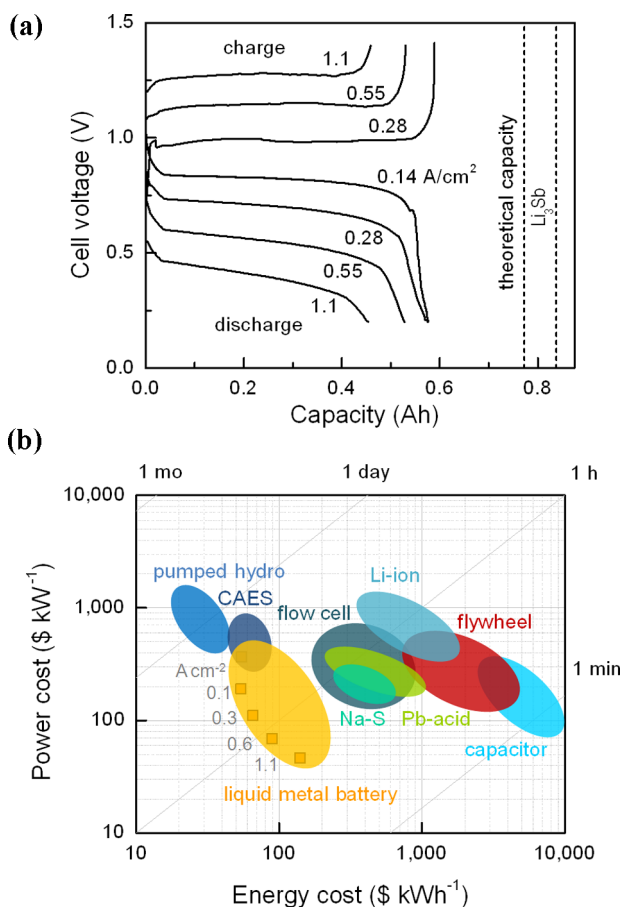 (a)
1.5
1.0
0.5
0.0
Cell voltage (V)
charge
1.1
0.55
0.28
0.14 A/cm²
0.28
0.55
1.1
discharge
theoretical capacity
Li₃Sb
0.0
0.2
0.4
0.6
0.8
Capacity (Ah)
(b)
1 mo
1 day
1 h
10,000
1,000
100
10
Power cost ($ kW⁻¹)
pumped hydro
CAES
flow cell
Li-ion
flywheel
1 min
A cm⁻²
0.1
0.3
0.6
1.1
Na-S
Pb-acid
capacitor
liquid metal battery
10
100
1,000
10,000
Energy cost ($ kWh⁻¹)